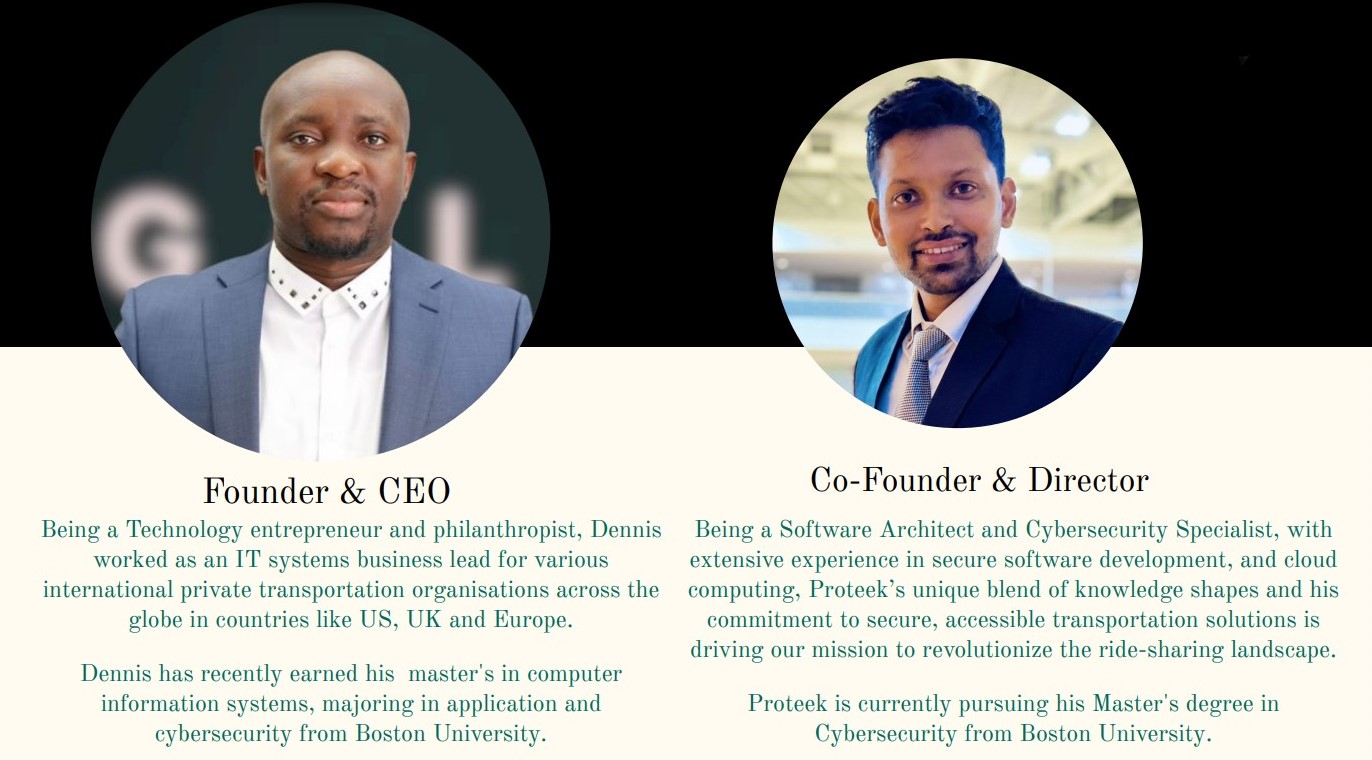 G L
Founder & CEO
Being a Technology entrepreneur and philanthropist, Dennis
worked as an IT systems business lead for various
international private transportation organisations across the
globe in countries like US, UK and Europe.
Dennis has recently earned his  master's in computer
information systems, majoring in application and
cybersecurity from Boston University.
Co-Founder & Director
Being a Software Architect and Cybersecurity Specialist, with
extensive experience in secure software development, and cloud
computing, Proteek’s unique blend of knowledge shapes and his
commitment to secure, accessible transportation solutions is
driving our mission to revolutionize the ride-sharing landscape.
Proteek is currently pursuing his Master's degree in
Cybersecurity from Boston University.